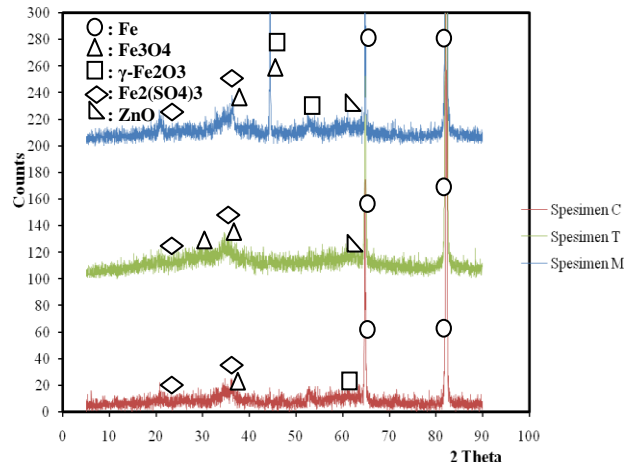 300
280
260
240
220
200
180
160
140
120
100
80
60
40
20
0
Counts
: Fe
: Fe3O4
: γ-Fe2O3
: Fe2(SO4)3
: ZnO
Spesimen C
Spesimen T
Spesimen M
0 10 20 30 40 50 60 70 80 90 100
2 Theta